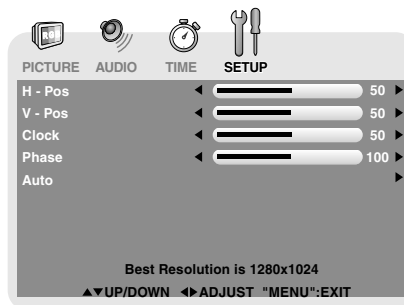 RGB
PICTURE AUDIO TIME SETUP
H - Pos 50
V - Pos 50
Clock 50
Phase 100
Auto
Best Resolution is 1280x1024
▲▼UP/DOWN ◀▶ADJUST "MENU":EXIT